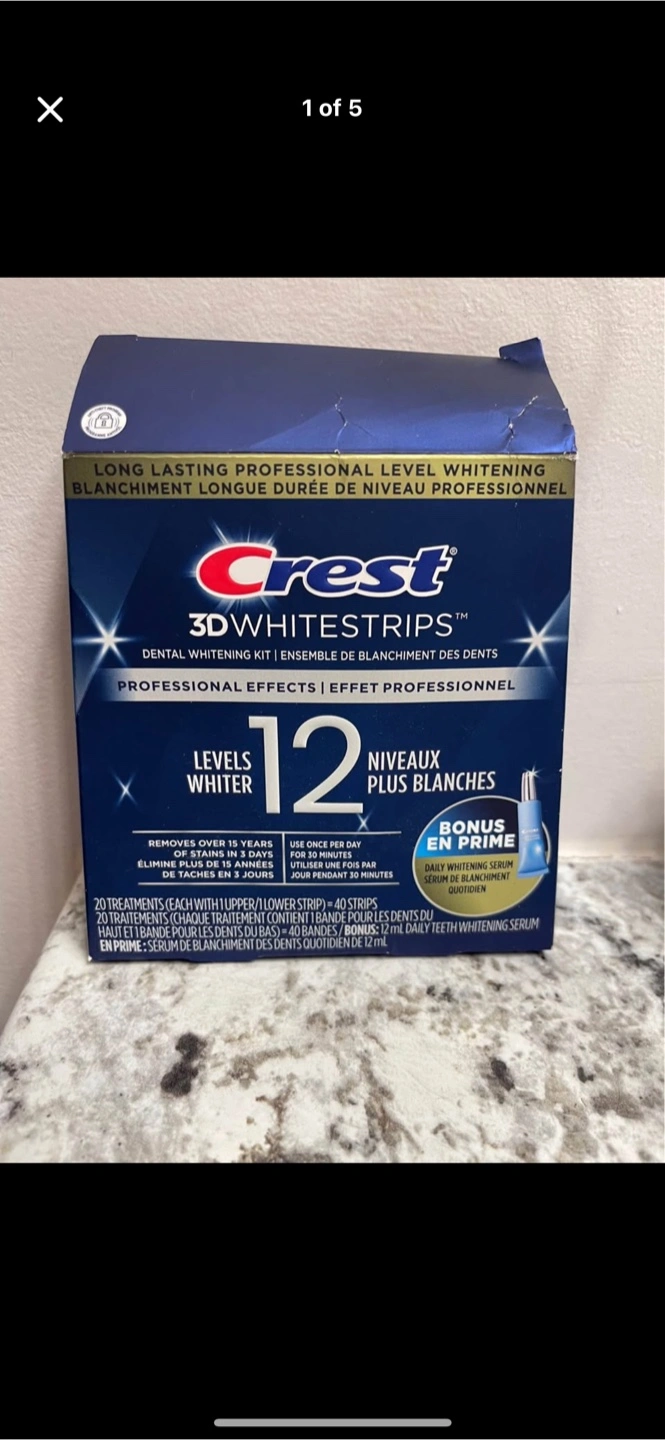 1 of 5
LONG LASTING PROFESSIONAL LEVEL WHITENING
BLANCHIMENT LONGUE DURÉE DE NIVEAU PROFESSIONNEL
Crest®
3DWHITESTRIPS™
DENTAL WHITENING KIT | ENSEMBLE DE BLANCHIMENT DES DENTS
PROFESSIONAL EFFECTS | EFFET PROFESSIONNEL
LEVELS
WHITER
12
NIVEAUX
PLUS BLANCHES
REMOVES OVER 15 YEARS
OF STAINS IN 3 DAYS
ÉLIMINE PLUS DE 15 ANNÉES
DE TACHES EN 3 JOURS
USE ONCE PER DAY
FOR 30 MINUTES
UTILISER UNE FOIS PAR
JOUR PENDANT 30 MINUTES
BONUS
EN PRIME
DAILY WHITENING SERUM
SÉRUM DE BLANCHIMENT
QUOTIDIEN
20 TREATMENTS (EACH WITH 1 UPPER/1 LOWER STRIP) = 40 STRIPS
20 TRAITEMENTS (CHAQUE TRAITEMENT CONTIENT 1 BANDE POUR LES DENTS DU
HAUT ET 1 BANDE POUR LES DENTS DU BAS) = 40 BANDES / BONUS: 12 mL DAILY TEETH WHITENING SERUM
EN PRIME : SÉRUM DE BLANCHIMENT DES DENTS QUOTIDIEN DE 12 mL